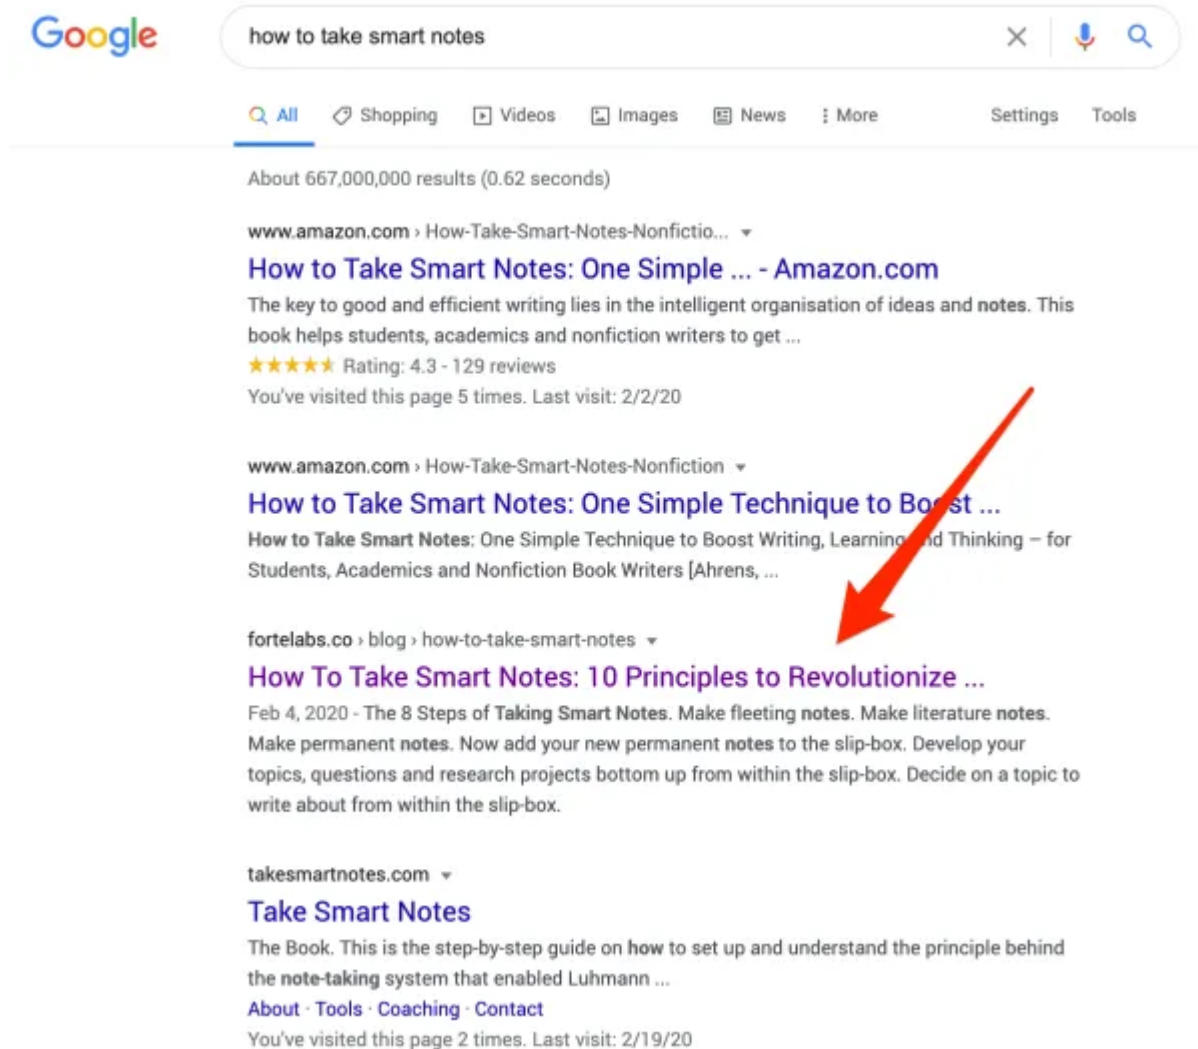 Google
how to take smart notes
All Shopping Videos Images News More Settings Tools
About 667,000,000 results (0.62 seconds)
www.amazon.com › How-Take-Smart-Notes-Nonfictio...
How to Take Smart Notes: One Simple ... - Amazon.com
The key to good and efficient writing lies in the intelligent organisation of ideas and notes. This
book helps students, academics and nonfiction writers to get ...
Rating: 4.3 - 129 reviews
You've visited this page 5 times. Last visit: 2/2/20
www.amazon.com › How-Take-Smart-Notes-Nonfiction
How to Take Smart Notes: One Simple Technique to Boost ...
How to Take Smart Notes: One Simple Technique to Boost Writing, Learning and Thinking – for
Students, Academics and Nonfiction Book Writers [Ahrens, ...
fortelabs.co › blog › how-to-take-smart-notes
How To Take Smart Notes: 10 Principles to Revolutionize ...
Feb 4, 2020 - The 8 Steps of Taking Smart Notes. Make fleeting notes. Make literature notes.
Make permanent notes. Now add your new permanent notes to the slip-box. Develop your
topics, questions and research projects bottom up from within the slip-box. Decide on a topic to
write about from within the slip-box.
takesmartnotes.com
Take Smart Notes
The Book. This is the step-by-step guide on how to set up and understand the principle behind
the note-taking system that enabled Luhmann ...
About · Tools · Coaching · Contact
You've visited this page 2 times. Last visit: 2/19/20